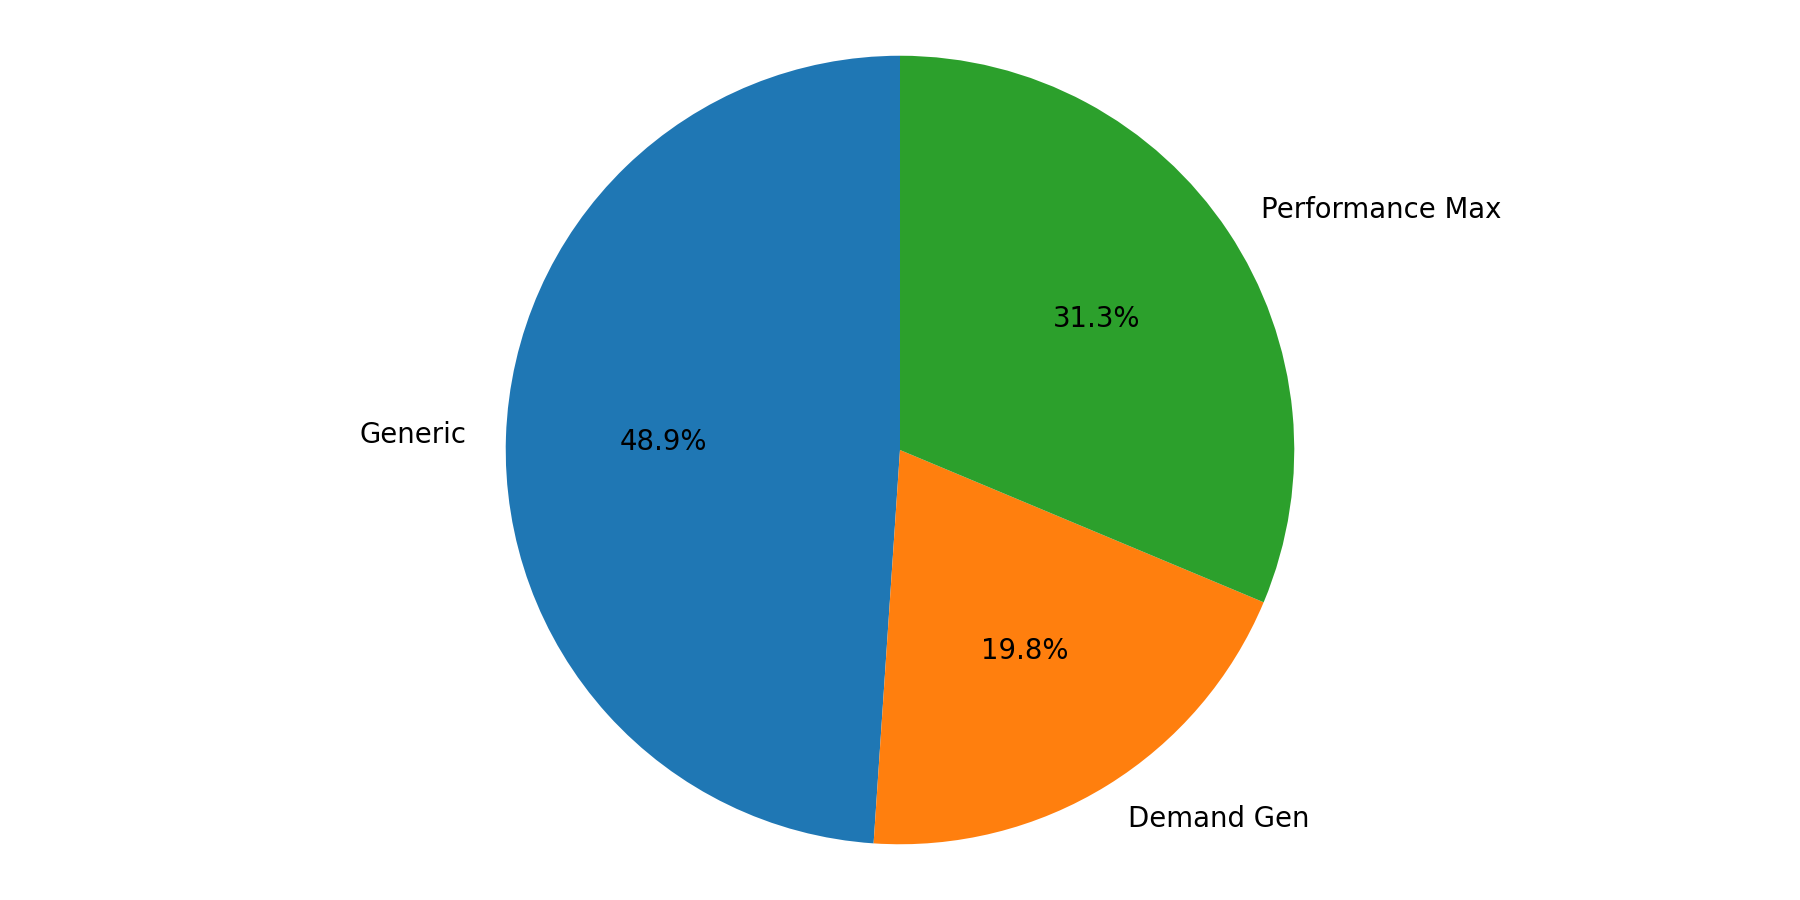 Performance Max
31.3%
Generic
48.9%
19.8%
Demand Gen